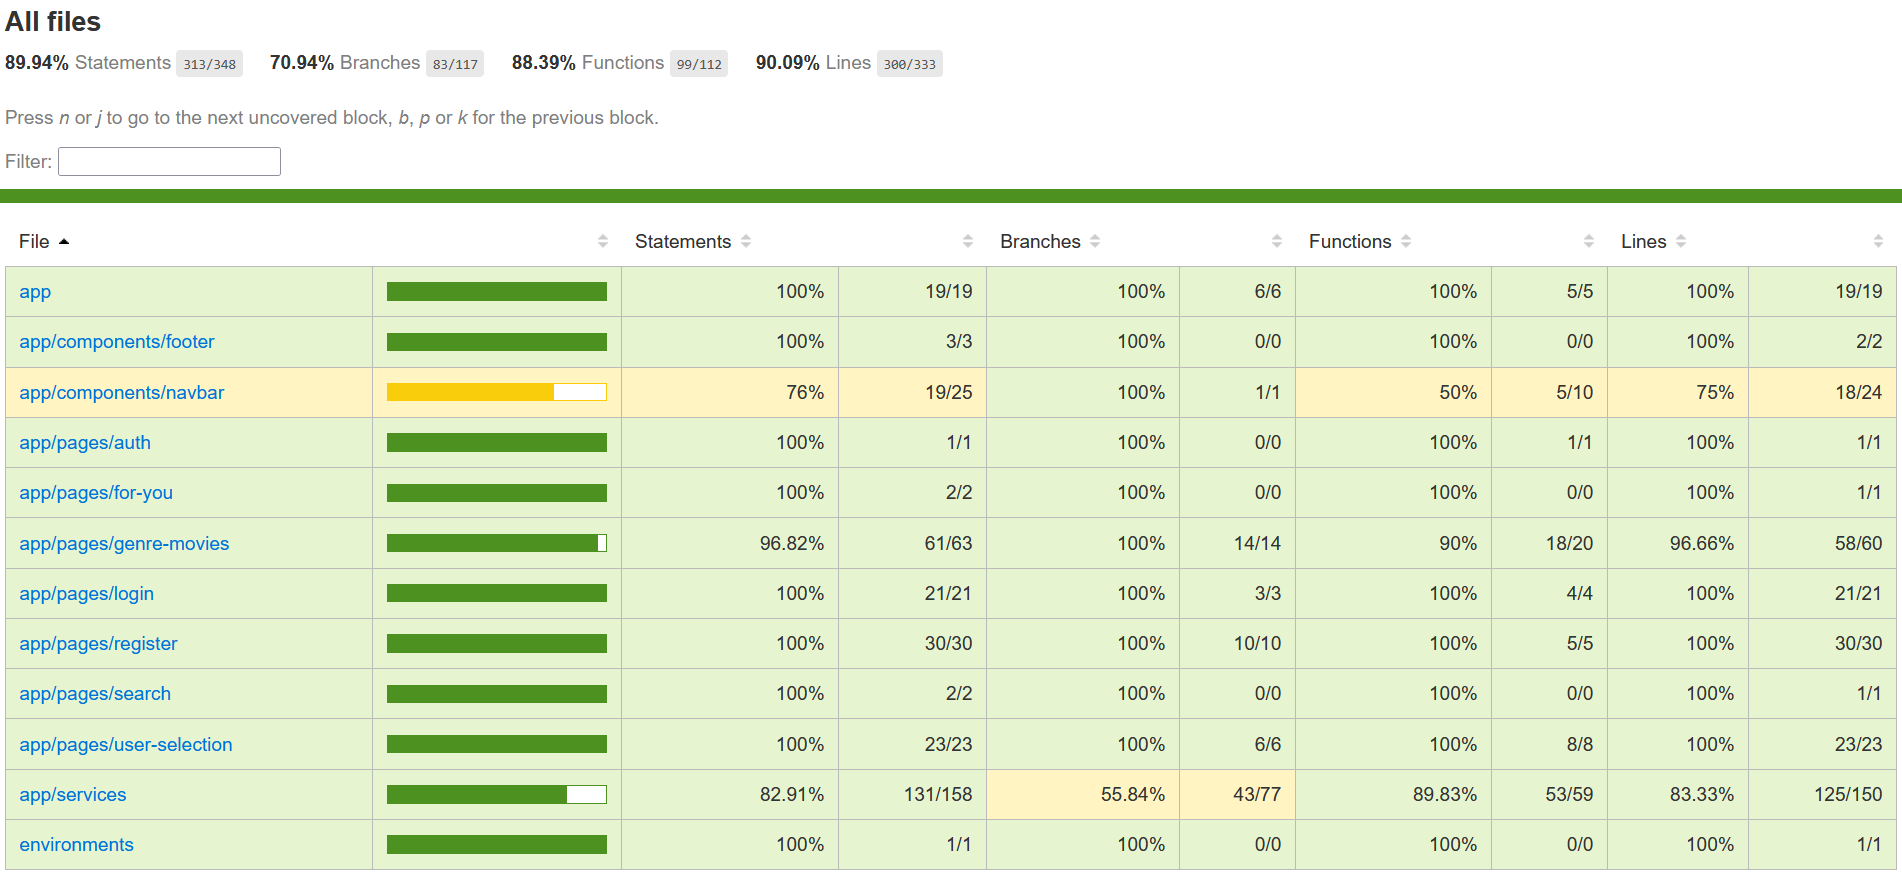 All files
89.94% Statements 313/348 70.94% Branches 83/117 88.39% Functions 99/112 90.09% Lines 300/333
Press n or j to go to the next uncovered block, b, p or k for the previous block.
Filter:
File Statements Branches Functions Lines
app 100% 19/19 100% 6/6 100% 5/5 100% 19/19
app/components/footer 100% 3/3 100% 0/0 100% 0/0 100% 2/2
app/components/navbar 76% 19/25 100% 1/1 50% 5/10 75% 18/24
app/pages/auth 100% 1/1 100% 0/0 100% 1/1 100% 1/1
app/pages/for-you 100% 2/2 100% 0/0 100% 0/0 100% 1/1
app/pages/genre-movies 96.82% 61/63 100% 14/14 90% 18/20 96.66% 58/60
app/pages/login 100% 21/21 100% 3/3 100% 4/4 100% 21/21
app/pages/register 100% 30/30 100% 10/10 100% 5/5 100% 30/30
app/pages/search 100% 2/2 100% 0/0 100% 0/0 100% 1/1
app/pages/user-selection 100% 23/23 100% 6/6 100% 8/8 100% 23/23
app/services 82.91% 131/158 55.84% 43/77 89.83% 53/59 83.33% 125/150
environments 100% 1/1 100% 0/0 100% 0/0 100% 1/1